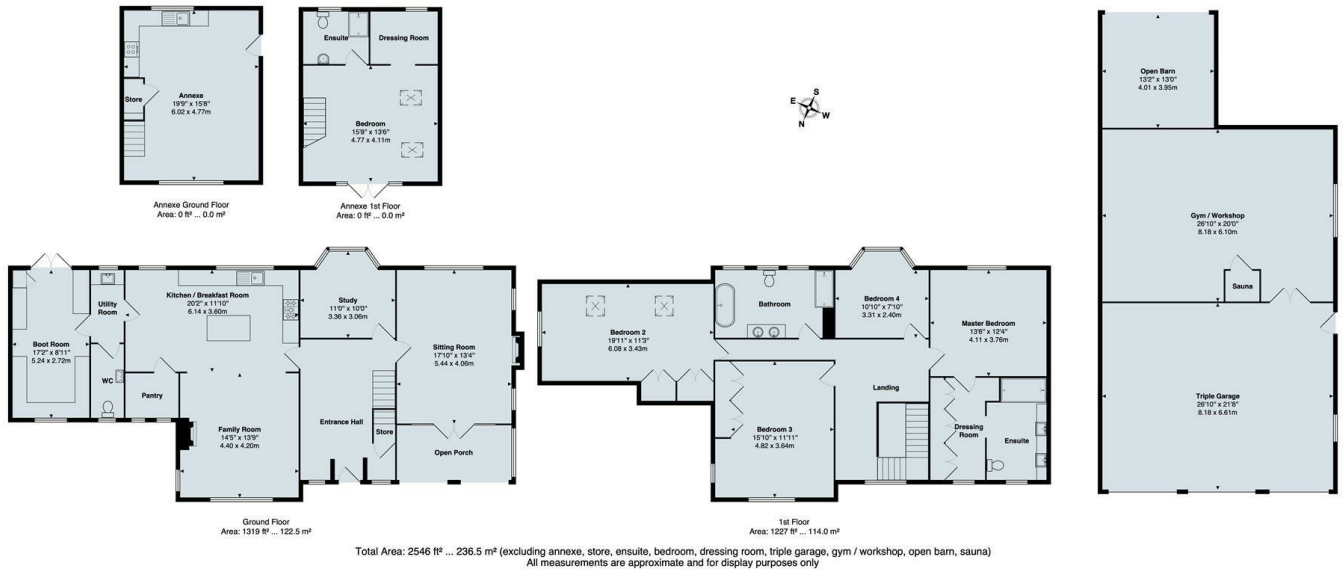 Ensuite
Dressing Room
Bedroom
15'8" x 13'6"
4.77 x 4.11m
Annexe
19'9" x 15'8"
6.02 x 4.77m
Store
Annexe Ground Floor
Area: 0 ft² ... 0.0 m²
Annexe 1st Floor
Area: 0 ft² ... 0.0 m²
E
S
N
W
Open Barn
13'2" x 13'0"
4.01 x 3.95m
Gym / Workshop
26'10" x 20'0"
8.18 x 6.10m
Sauna
Triple Garage
26'10" x 21'8"
8.18 x 6.61m
Boot Room
17'2" x 8'11"
5.24 x 2.72m
Utility
Room
WC
Kitchen / Breakfast Room
20'2" x 11'10"
6.14 x 3.60m
Pantry
Family Room
14'5" x 13'9"
4.40 x 4.20m
Study
11'0" x 10'0"
3.36 x 3.06m
Entrance Hall
Store
Sitting Room
17'10" x 13'4"
5.44 x 4.06m
Open Porch
Ground Floor
Area: 1319 ft² ... 122.5 m²
Bedroom 2
19'11" x 11'3"
6.08 x 3.43m
Bathroom
Bedroom 4
10'10" x 7'10"
3.31 x 2.40m
Master Bedroom
13'6" x 12'4"
4.11 x 3.76m
Landing
Bedroom 3
15'10" x 11'11"
4.82 x 3.64m
Dressing
Room
Ensuite
1st Floor
Area: 1227 ft² ... 114.0 m²
Total Area: 2546 ft² ... 236.5 m² (excluding annexe, store, ensuite, bedroom, dressing room, triple garage, gym / workshop, open barn, sauna)
All measurements are approximate and for display purposes only